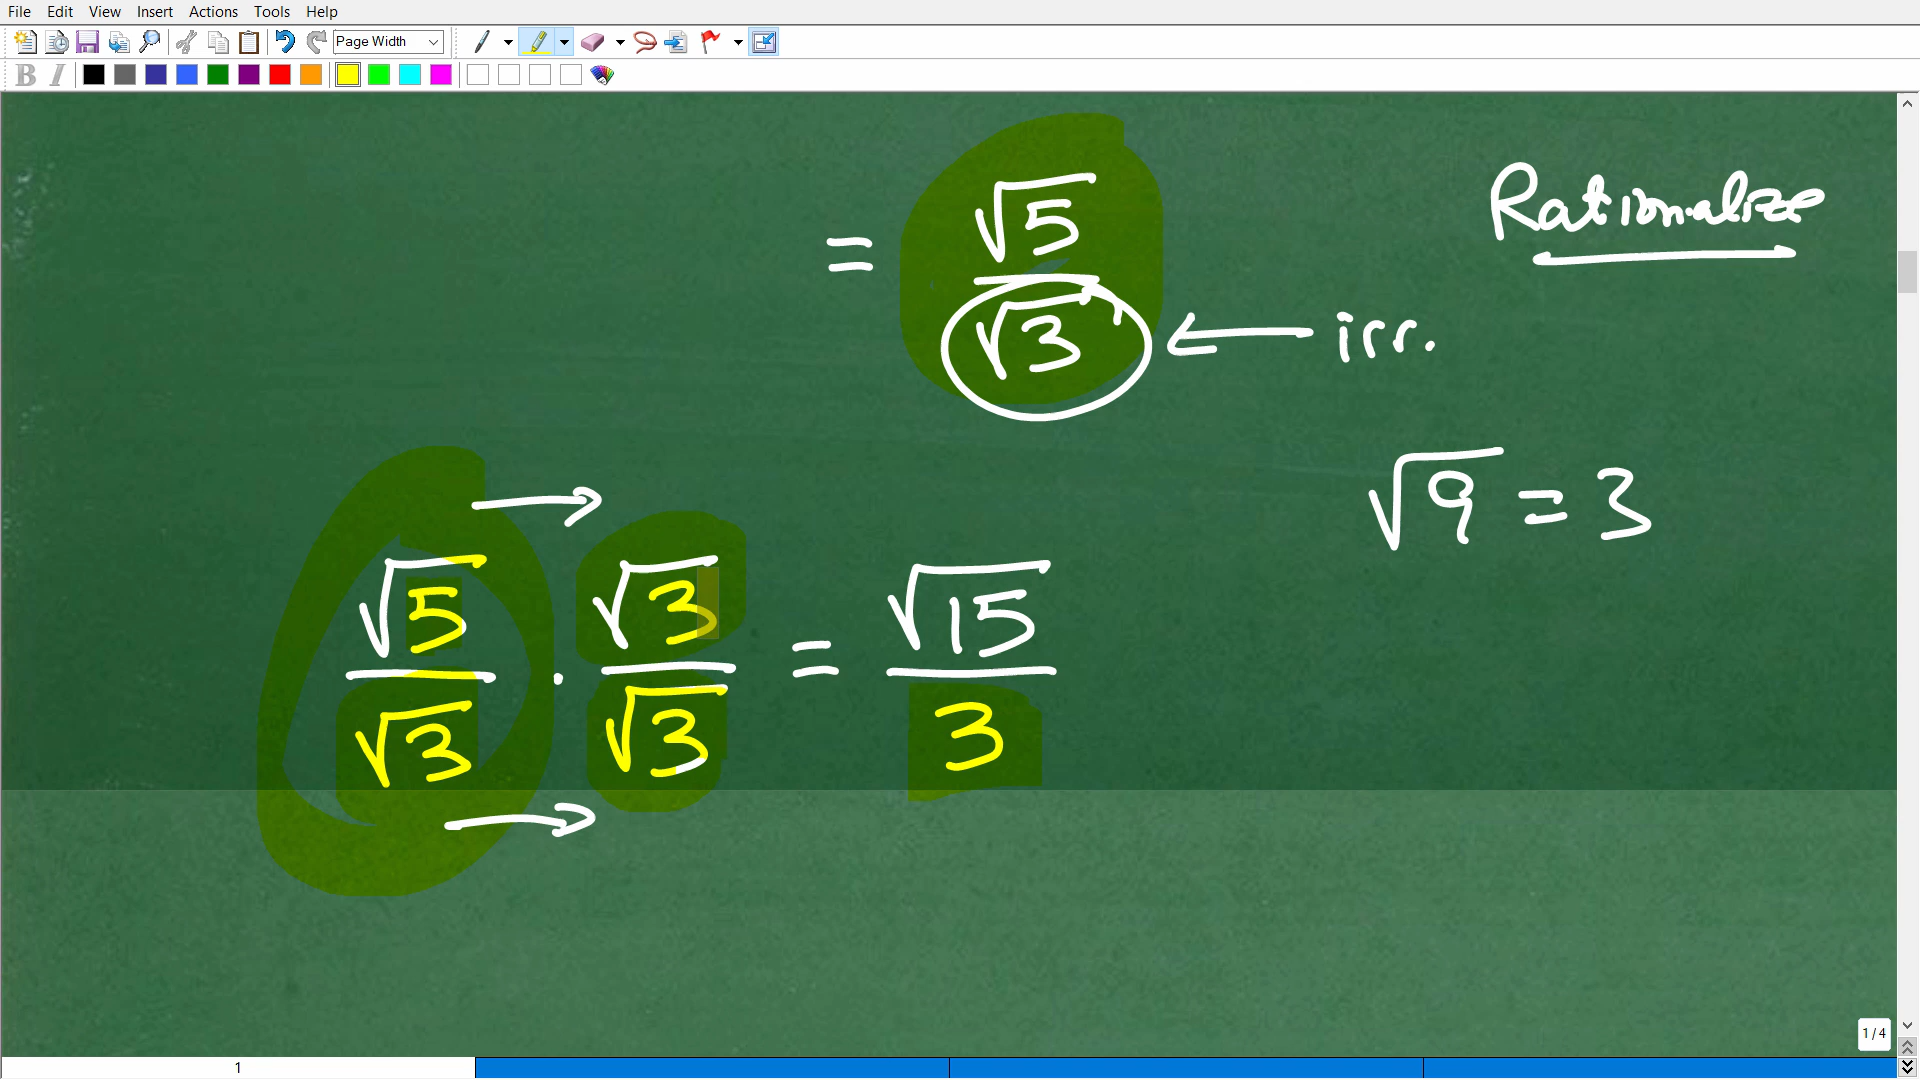 File Edit View Insert Actions Tools Help
Page Width
B I
= √5/√3
Rationalize
← irr.
√9 = 3
√5/√3 · √3/√3 = √15/3
1 / 4
1